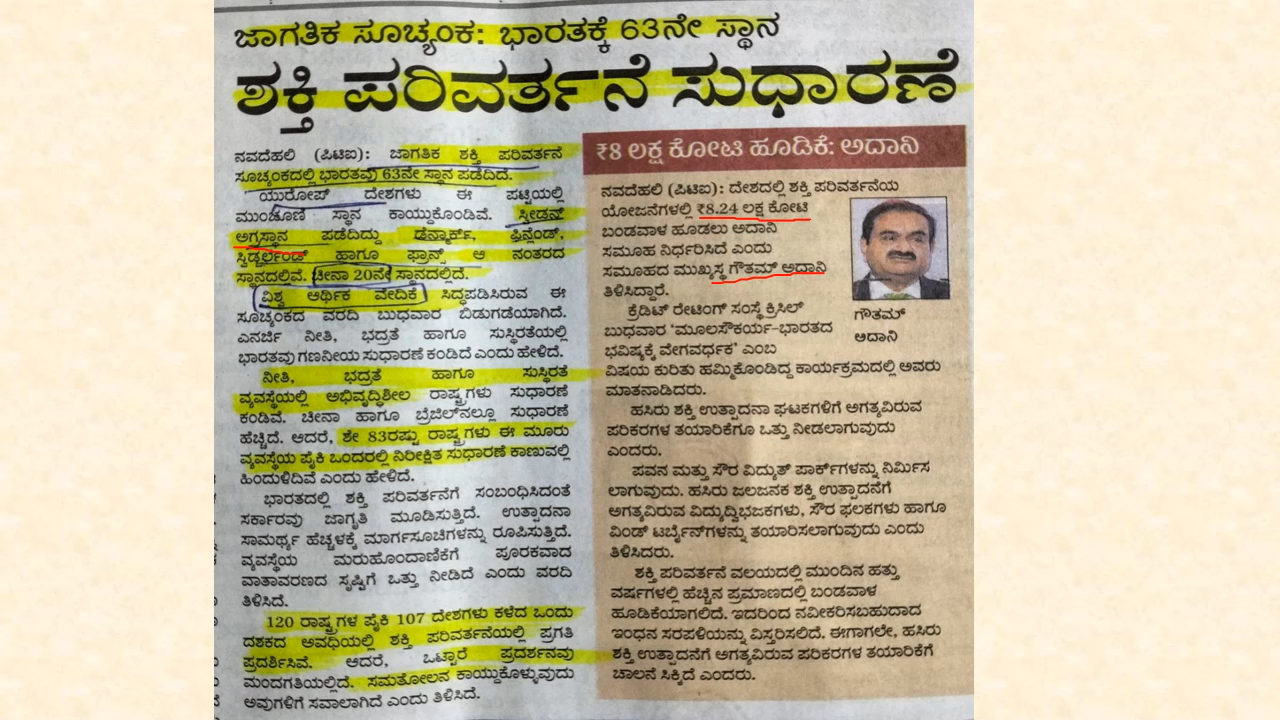 ಜಾಗತಿಕ ಸೂಚ್ಯಂಕ: ಭಾರತಕ್ಕೆ 63ನೇ ಸ್ಥಾನ
ಶಕ್ತಿ ಪರಿವರ್ತನೆ ಸುಧಾರಣೆ
ನವದೆಹಲಿ (ಪಿಟಿಐ): ಜಾಗತಿಕ ಶಕ್ತಿ ಪರಿವರ್ತನೆ
ಸೂಚ್ಯಂಕದಲ್ಲಿ ಭಾರತವು 63ನೇ ಸ್ಥಾನ ಪಡೆದಿದೆ.
ಯುರೋಪ್ ದೇಶಗಳು ಈ ಪಟ್ಟಿಯಲ್ಲಿ
ಮುಂಚೂಣಿ ಸ್ಥಾನ ಕಾಯ್ದುಕೊಂಡಿವೆ. ಸ್ವೀಡನ್
ಅಗ್ರಸ್ಥಾನ ಪಡೆದಿದ್ದು ಡೆನ್ಮಾರ್ಕ್, ಫಿನ್ಲೆಂಡ್,
ಸ್ವಿಡ್ಜರ್ಲೆಂಡ್ ಹಾಗೂ ಫ್ರಾನ್ಸ್ ಆ ನಂತರದ
ಸ್ಥಾನದಲ್ಲಿವೆ. ಚೀನಾ 20ನೇ ಸ್ಥಾನದಲ್ಲಿದೆ.
ವಿಶ್ವ ಆರ್ಥಿಕ ವೇದಿಕೆ ಸಿದ್ಧಪಡಿಸಿರುವ ಈ
ಸೂಚ್ಯಂಕದ ವರದಿ ಬುಧವಾರ ಬಿಡುಗಡೆಯಾಗಿದೆ.
ಎನರ್ಜಿ ನೀತಿ, ಭದ್ರತೆ ಹಾಗೂ ಸುಸ್ಥಿರತೆಯಲ್ಲಿ
ಭಾರತವು ಗಣನೀಯ ಸುಧಾರಣೆ ಕಂಡಿದೆ ಎಂದು ಹೇಳಿದೆ.
ನೀತಿ, ಭದ್ರತೆ ಹಾಗೂ ಸುಸ್ಥಿರತೆ
ವ್ಯವಸ್ಥೆಯಲ್ಲಿ ಅಭಿವೃದ್ಧಿಶೀಲ ರಾಷ್ಟ್ರಗಳು ಸುಧಾರಣೆ
ಕಂಡಿವೆ. ಚೀನಾ ಹಾಗೂ ಬ್ರೆಜಿಲ್‌ನಲ್ಲೂ ಸುಧಾರಣೆ
ಹೆಚ್ಚಿದೆ. ಆದರೆ, ಶೇ 83ರಷ್ಟು ರಾಷ್ಟ್ರಗಳು ಈ ಮೂರು
ವ್ಯವಸ್ಥೆಯ ಪೈಕಿ ಒಂದರಲ್ಲಿ ನಿರೀಕ್ಷಿತ ಸುಧಾರಣೆ ಕಾಣುವಲ್ಲಿ
ಹಿಂದುಳಿದಿವೆ ಎಂದು ಹೇಳಿದೆ.
ಭಾರತದಲ್ಲಿ ಶಕ್ತಿ ಪರಿವರ್ತನೆಗೆ ಸಂಬಂಧಿಸಿದಂತೆ
ಸರ್ಕಾರವು ಜಾಗೃತಿ ಮೂಡಿಸುತ್ತಿದೆ. ಉತ್ಪಾದನಾ
ಸಾಮರ್ಥ್ಯ ಹೆಚ್ಚಳಕ್ಕೆ ಮಾರ್ಗಸೂಚಿಗಳನ್ನು ರೂಪಿಸುತ್ತಿದೆ.
ವ್ಯವಸ್ಥೆಯ ಮರುಹೊಂದಾಣಿಕೆಗೆ ಪೂರಕವಾದ
ವಾತಾವರಣದ ಸೃಷ್ಟಿಗೆ ಒತ್ತು ನೀಡಿದೆ ಎಂದು ವರದಿ
ತಿಳಿಸಿದೆ.
120 ರಾಷ್ಟ್ರಗಳ ಪೈಕಿ 107 ದೇಶಗಳು ಕಳೆದ ಒಂದು
ದಶಕದ ಅವಧಿಯಲ್ಲಿ ಶಕ್ತಿ ಪರಿವರ್ತನೆಯಲ್ಲಿ ಪ್ರಗತಿ
ಪ್ರದರ್ಶಿಸಿವೆ. ಆದರೆ, ಒಟ್ಟಾರೆ ಪ್ರದರ್ಶನವು
ಮಂದಗತಿಯಲ್ಲಿದೆ. ಸಮತೋಲನ ಕಾಯ್ದುಕೊಳ್ಳುವುದು
ಅವುಗಳಿಗೆ ಸವಾಲಾಗಿದೆ ಎಂದು ತಿಳಿಸಿದೆ.
₹8 ಲಕ್ಷ ಕೋಟಿ ಹೂಡಿಕೆ: ಅದಾನಿ
ನವದೆಹಲಿ (ಪಿಟಿಐ): ದೇಶದಲ್ಲಿ ಶಕ್ತಿ ಪರಿವರ್ತನೆಯ
ಯೋಜನೆಗಳಲ್ಲಿ ₹8.24 ಲಕ್ಷ ಕೋಟಿ
ಬಂಡವಾಳ ಹೂಡಲು ಅದಾನಿ
ಸಮೂಹ ನಿರ್ಧರಿಸಿದೆ ಎಂದು
ಸಮೂಹದ ಮುಖ್ಯಸ್ಥ ಗೌತಮ್ ಅದಾನಿ
ತಿಳಿಸಿದ್ದಾರೆ.
ಕ್ರೆಡಿಟ್ ರೇಟಿಂಗ್ ಸಂಸ್ಥೆ ಕ್ರಿಸಿಲ್
ಬುಧವಾರ ‘ಮೂಲಸೌಕರ್ಯ–ಭಾರತದ
ಭವಿಷ್ಯಕ್ಕೆ ವೇಗವರ್ಧಕ’ ಎಂಬ
ವಿಷಯ ಕುರಿತು ಹಮ್ಮಿಕೊಂಡಿದ್ದ ಕಾರ್ಯಕ್ರಮದಲ್ಲಿ ಅವರು
ಮಾತನಾಡಿದರು.
ಹಸಿರು ಶಕ್ತಿ ಉತ್ಪಾದನಾ ಘಟಕಗಳಿಗೆ ಅಗತ್ಯವಿರುವ
ಪರಿಕರಗಳ ತಯಾರಿಕೆಗೂ ಒತ್ತು ನೀಡಲಾಗುವುದು
ಎಂದರು.
ಪವನ ಮತ್ತು ಸೌರ ವಿದ್ಯುತ್ ಪಾರ್ಕ್‌ಗಳನ್ನು ನಿರ್ಮಿಸ
ಲಾಗುವುದು. ಹಸಿರು ಜಲಜನಕ ಶಕ್ತಿ ಉತ್ಪಾದನೆಗೆ
ಅಗತ್ಯವಿರುವ ವಿದ್ಯುದ್ವಿಭಜಕಗಳು, ಸೌರ ಫಲಕಗಳು ಹಾಗೂ
ವಿಂಡ್ ಟರ್ಬೈನ್‌ಗಳನ್ನು ತಯಾರಿಸಲಾಗುವುದು ಎಂದು
ತಿಳಿಸಿದರು.
ಶಕ್ತಿ ಪರಿವರ್ತನೆ ವಲಯದಲ್ಲಿ ಮುಂದಿನ ಹತ್ತು
ವರ್ಷಗಳಲ್ಲಿ ಹೆಚ್ಚಿನ ಪ್ರಮಾಣದಲ್ಲಿ ಬಂಡವಾಳ
ಹೂಡಿಕೆಯಾಗಲಿದೆ. ಇದರಿಂದ ನವೀಕರಿಸಬಹುದಾದ
ಇಂಧನ ಸರಪಳಿಯನ್ನು ವಿಸ್ತರಿಸಲಿದೆ. ಈಗಾಗಲೇ, ಹಸಿರು
ಶಕ್ತಿ ಉತ್ಪಾದನೆಗೆ ಅಗತ್ಯವಿರುವ ಪರಿಕರಗಳ ತಯಾರಿಕೆಗೆ
ಚಾಲನೆ ಸಿಕ್ಕಿದೆ ಎಂದರು.
ಗೌತಮ್
ಅದಾನಿ